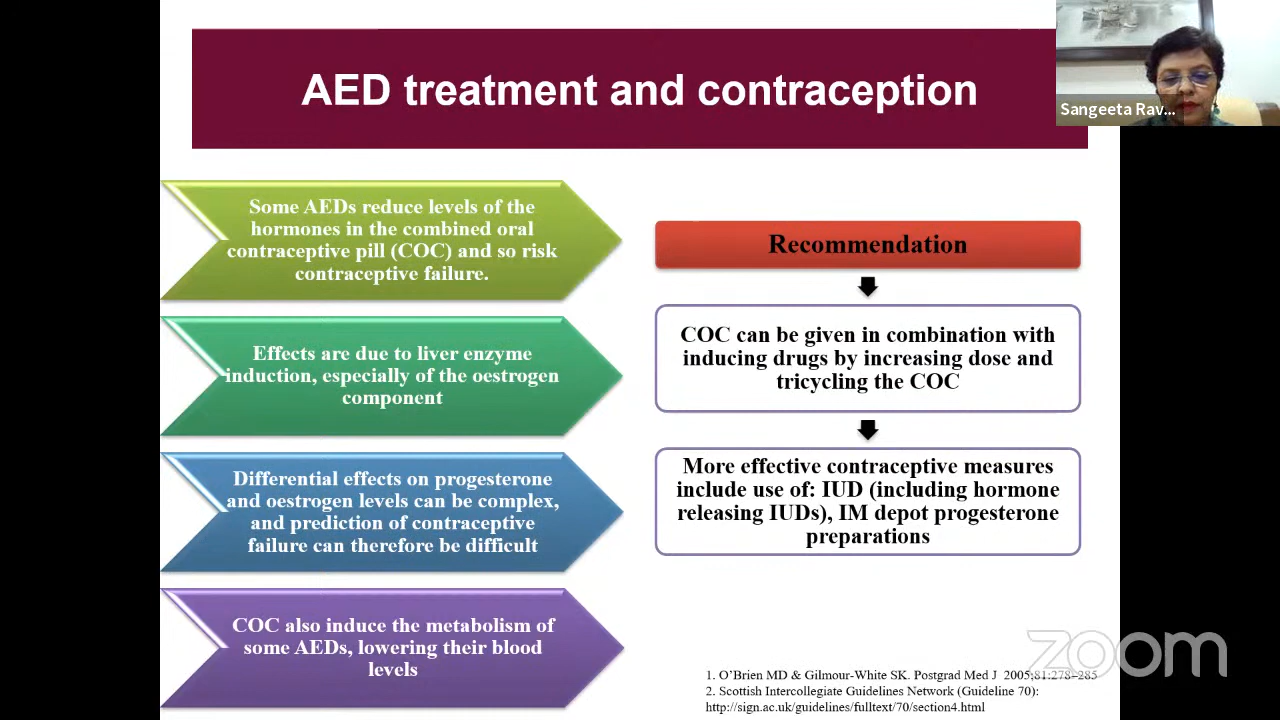 AED treatment and contraception
Sangeeta Rav...
Some AEDs reduce levels of the
hormones in the combined oral
contraceptive pill (COC) and so risk
contraceptive failure.
Effects are due to liver enzyme
induction, especially of the oestrogen
component
Differential effects on progesterone
and oestrogen levels can be complex,
and prediction of contraceptive
failure can therefore be difficult
COC also induce the metabolism of
some AEDs, lowering their blood
levels
Recommendation
COC can be given in combination with
inducing drugs by increasing dose and
tricycling the COC
More effective contraceptive measures
include use of: IUD (including hormone
releasing IUDs), IM depot progesterone
preparations
zoom
1. O'Brien MD & Gilmour-White SK. Postgrad Med J 2005;81:278–285
2. Scottish Intercollegiate Guidelines Network (Guideline 70):
http://sign.ac.uk/guidelines/fulltext/70/section4.html